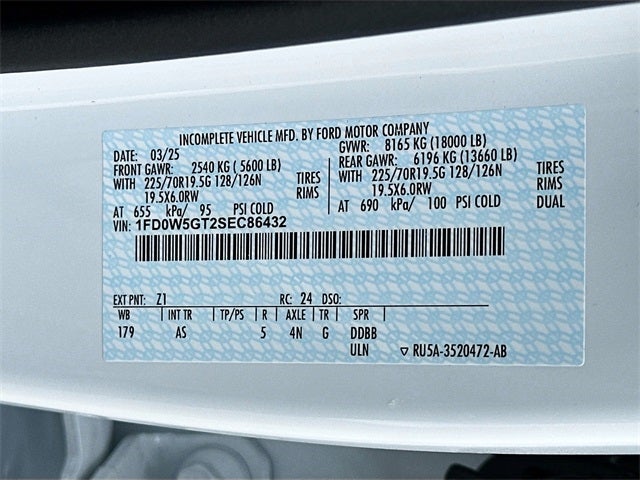 INCOMPLETE VEHICLE MFD. BY FORD MOTOR COMPANY
DATE: 03/25 GVWR: 8165 KG (18000 LB)
FRONT GAWR: 2540 KG ( 5600 LB) REAR GAWR: 6196 KG (13660 LB)
WITH 225/70R19.5G 128/126N TIRES WITH 225/70R19.5G 128/126N TIRES
19.5X6.0RW RIMS 19.5X6.0RW RIMS
AT 655 kPa/ 95 PSI COLD AT 690 kPa/ 100 PSI COLD DUAL
VIN: 1FD0W5GT2SEC86432
EXT PNT: Z1 RC: 24 DSO:
WB INT TR TP/PS R AXLE TR SPR
179 AS 5 4N G DDBB
ULN RU5A-3520472-AB